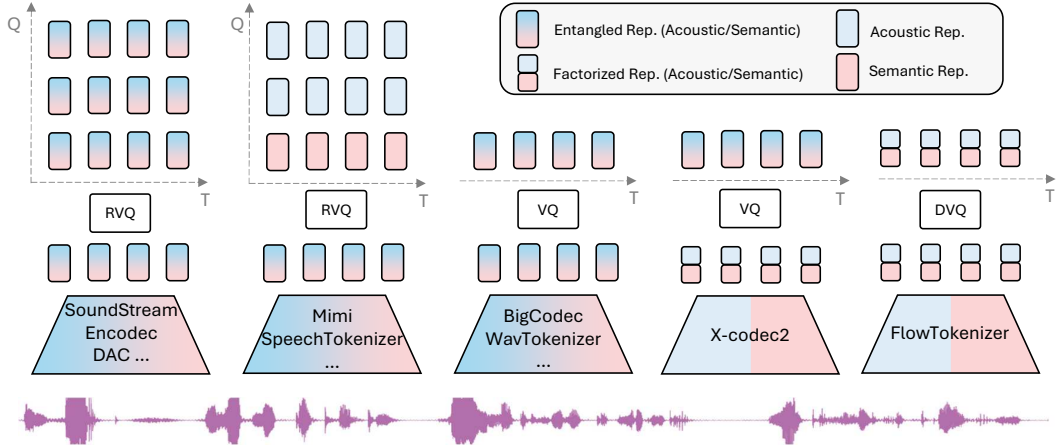 Q
Q
Entangled Rep. (Acoustic/Semantic)
Acoustic Rep.
Factorized Rep. (Acoustic/Semantic)
Semantic Rep.
T
T
T
T
T
RVQ
RVQ
VQ
VQ
DVQ
SoundStream
Encodec
DAC ...
Mimi
SpeechTokenizer
...
BigCodec
WavTokenizer
...
X-codec2
FlowTokenizer